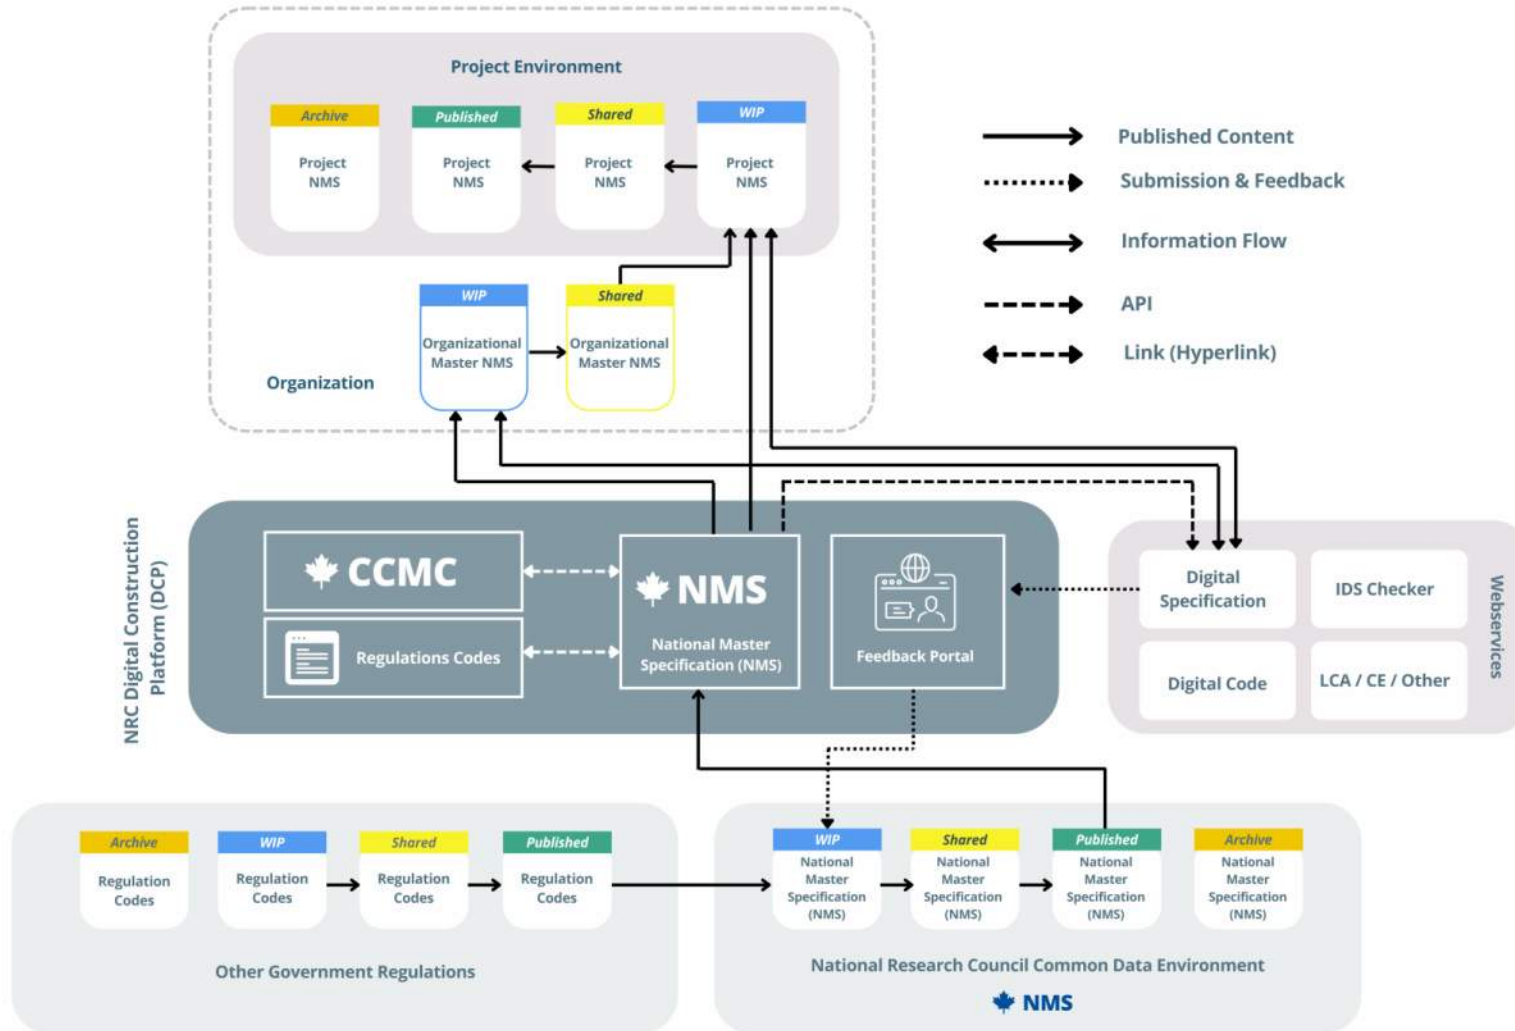 Project Environment
Archive
Project
NMS
Published
Project
NMS
Shared
Project
NMS
WIP
Project
NMS
WIP
Organizational
Master NMS
Shared
Organizational
Master NMS
Organization
Published Content
Submission & Feedback
Information Flow
API
Link (Hyperlink)
NRC Digital Construction
Platform (DCP)
CCMC
Regulations Codes
NMS
National Master
Specification (NMS)
Feedback Portal
Digital
Specification
IDS Checker
Digital Code
LCA / CE / Other
Webservices
Archive
Regulation
Codes
WIP
Regulation
Codes
Shared
Regulation
Codes
Published
Regulation
Codes
Other Government Regulations
WIP
National
Master
Specification
(NMS)
Shared
National
Master
Specification
(NMS)
Published
National
Master
Specification
(NMS)
Archive
National
Master
Specification
(NMS)
National Research Council Common Data Environment
NMS